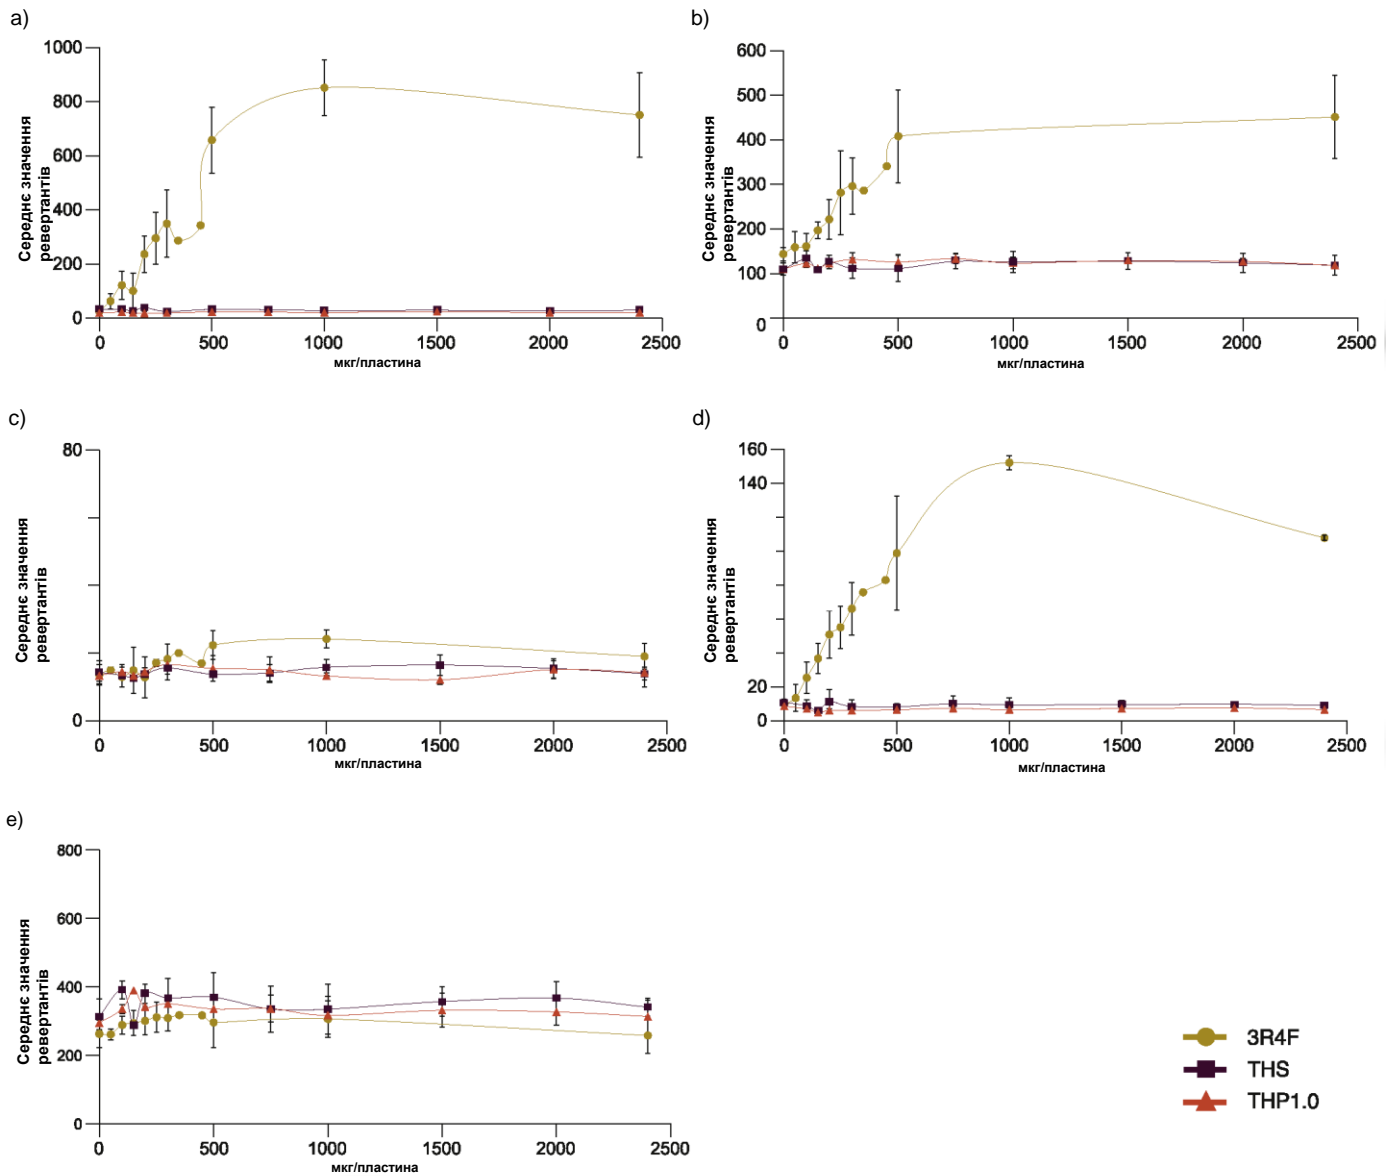 a)
1000
800
600
400
200
0
Середнє значення
ревертантів
0 500 1000 1500 2000 2500
мкг/пластина
b)
600
500
400
300
200
100
0
Середнє значення
ревертантів
0 500 1000 1500 2000 2500
мкг/пластина
c)
80
0
Середнє значення
ревертантів
0 500 1000 1500 2000 2500
мкг/пластина
d)
160
140
20
0
Середнє значення
ревертантів
0 500 1000 1500 2000 2500
мкг/пластина
e)
800
600
400
200
0
Середнє значення
ревертантів
0 500 1000 1500 2000 2500
мкг/пластина
3R4F
THS
THP1.0